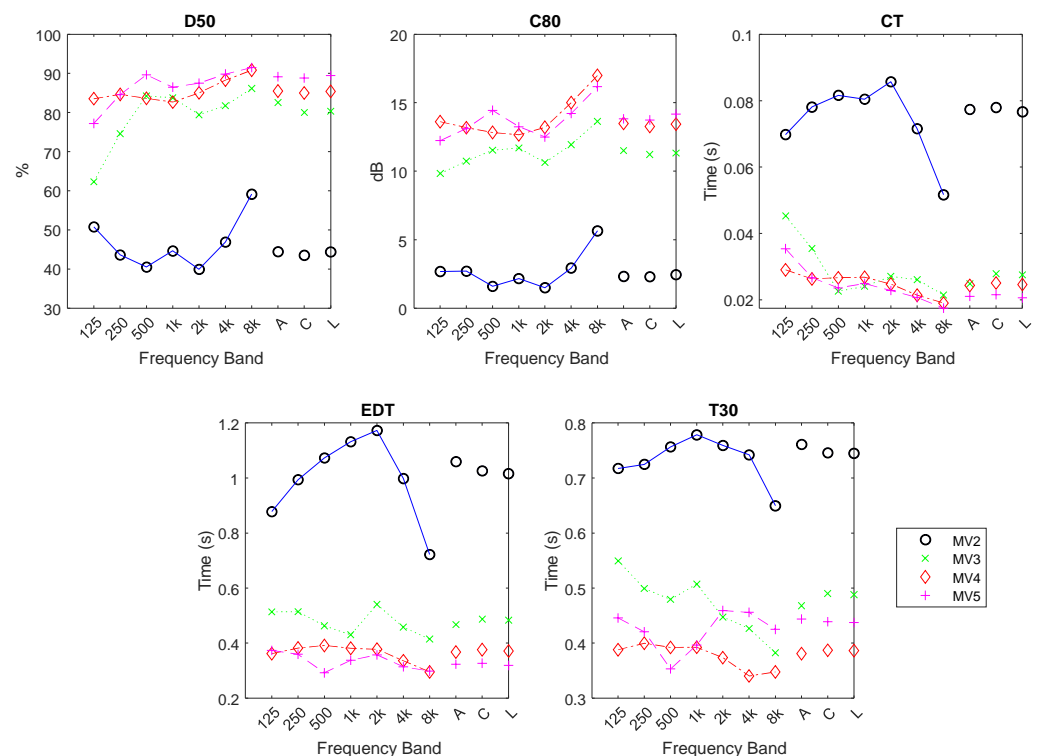 D50
100
90
80
70
60
50
40
30
%
125
250
500
1k
2k
4k
8k
A
C
L
Frequency Band
C80
20
15
10
5
0
dB
125
250
500
1k
2k
4k
8k
A
C
L
Frequency Band
CT
0.1
0.08
0.06
0.04
0.02
Time (s)
125
250
500
1k
2k
4k
8k
A
C
L
Frequency Band
EDT
1.2
1
0.8
0.6
0.4
0.2
Time (s)
125
250
500
1k
2k
4k
8k
A
C
L
Frequency Band
T30
0.8
0.7
0.6
0.5
0.4
0.3
Time (s)
125
250
500
1k
2k
4k
8k
A
C
L
Frequency Band
MV2
MV3
MV4
MV5